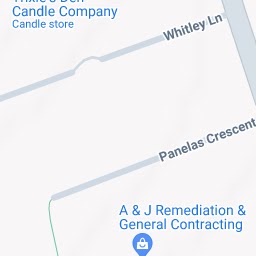 Candle Company
Candle store
Whitley Ln
Panelas Crescent
A & J Remediation &
General Contracting